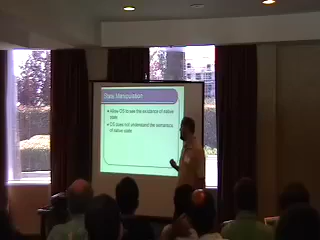 State Manipulation
Allow OS to see the existence of native
state
OS does not understand the semantics
of native state